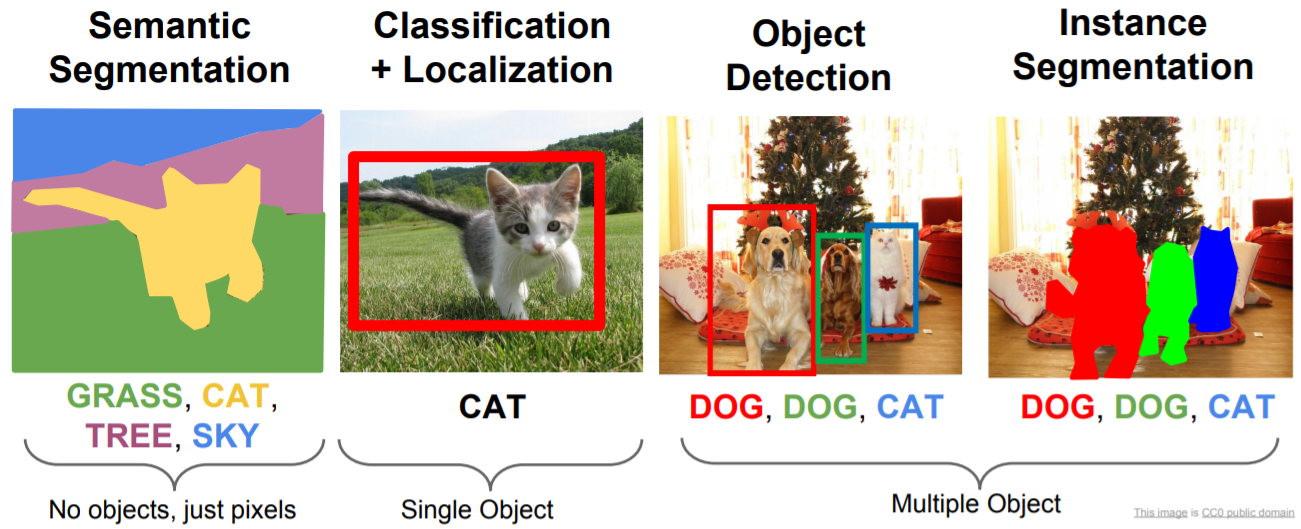 Semantic
Segmentation
Classification
+ Localization
Object
Detection
Instance
Segmentation
GRASS, CAT,
TREE, SKY
CAT
DOG, DOG, CAT
DOG, DOG, CAT
No objects, just pixels
Single Object
Multiple Object
This image is CC0 public domain